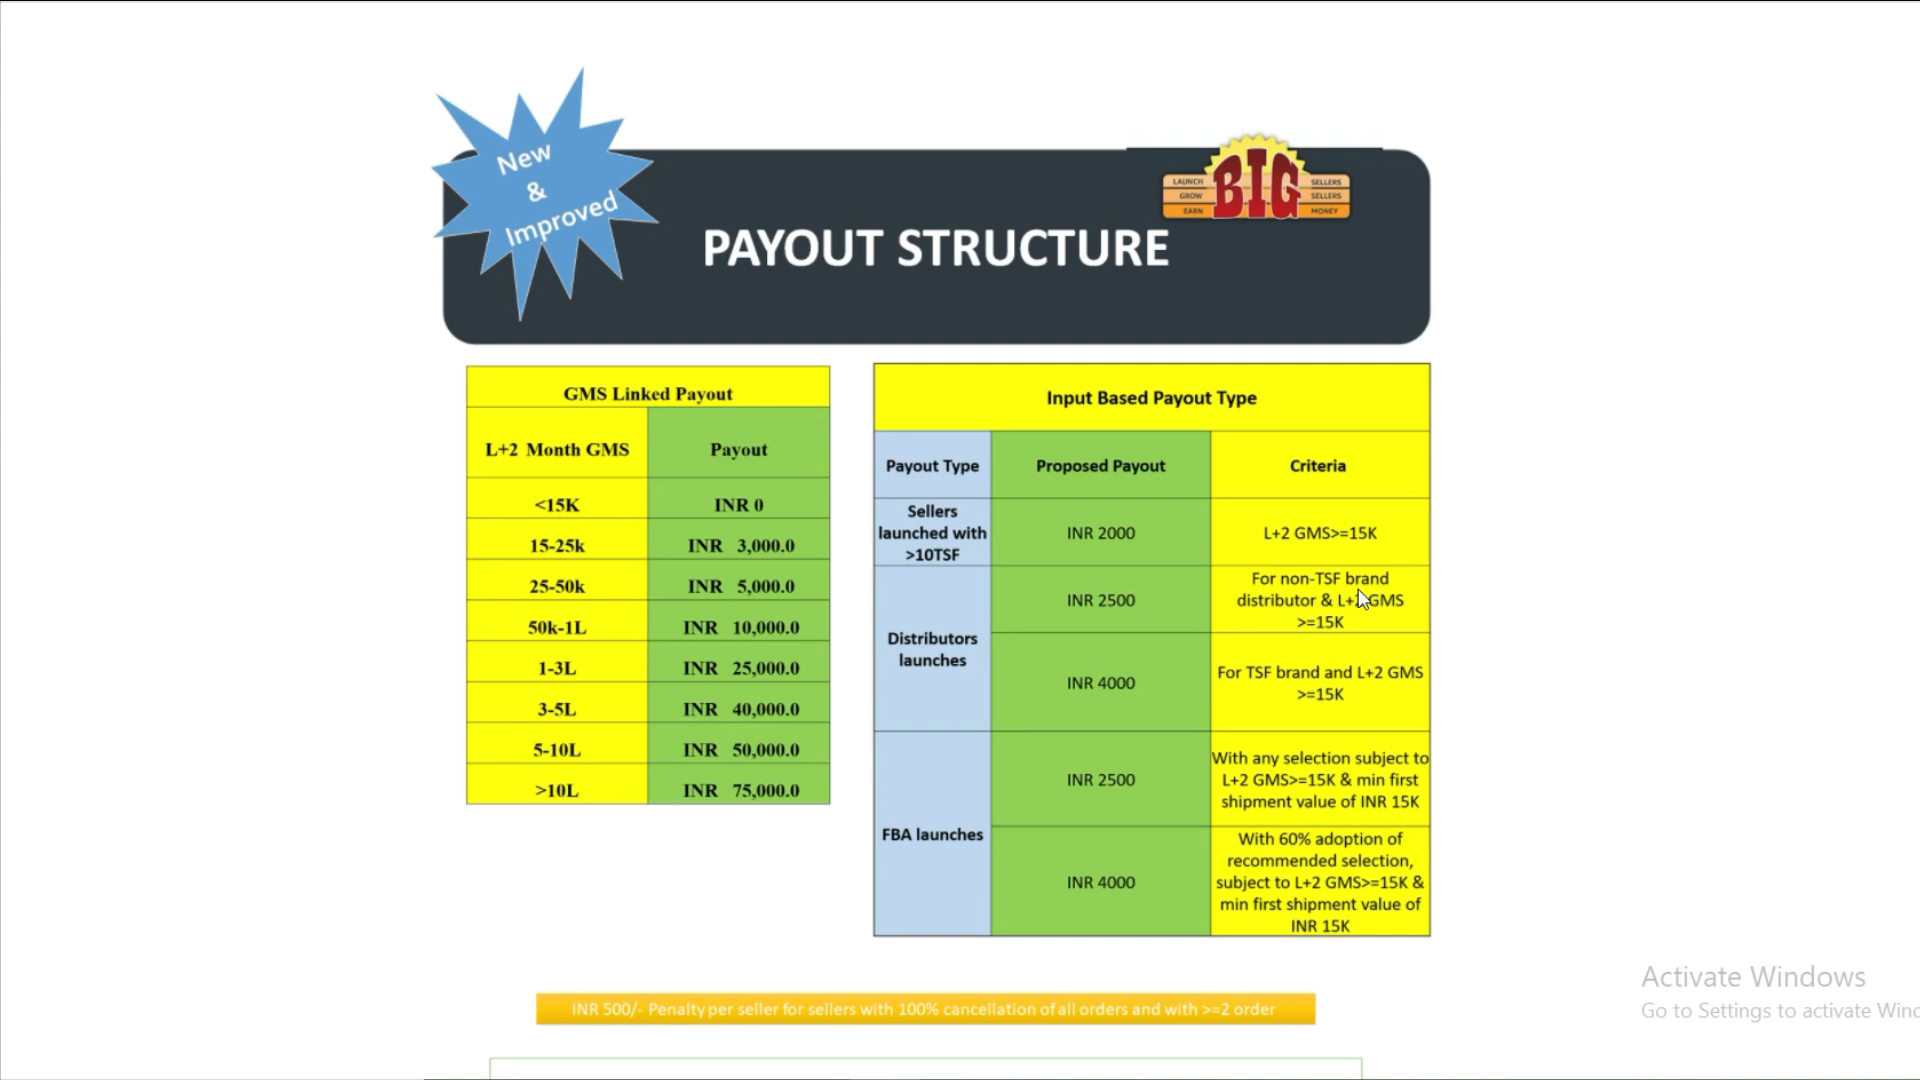 New
&
Improved
LAUNCH
GROW
EARN
BIG
SELLERS
SELLERS
MONEY
PAYOUT STRUCTURE
GMS Linked Payout
L+2 Month GMS Payout
<15K INR 0
15-25k INR 3,000.0
25-50k INR 5,000.0
50k-1L INR 10,000.0
1-3L INR 25,000.0
3-5L INR 40,000.0
5-10L INR 50,000.0
>10L INR 75,000.0
Input Based Payout Type
Payout Type Proposed Payout Criteria
Sellers
launched with
>10TSF
INR 2000
L+2 GMS>=15K
Distributors
launches
INR 2500
For non-TSF brand
distributor & GMS
>=15K
INR 4000
For TSF brand and L+2 GMS
>=15K
FBA launches
INR 2500
With any selection subject to
L+2 GMS>=15K & min first
shipment value of INR 15K
INR 4000
With 60% adoption of
recommended selection,
subject to L+2 GMS>=15K &
min first shipment value of
INR 15K
INR 500/- Penalty per seller for sellers with 100% cancellation of all orders and with >=2 order
Activate Windows
Go to Settings to activate